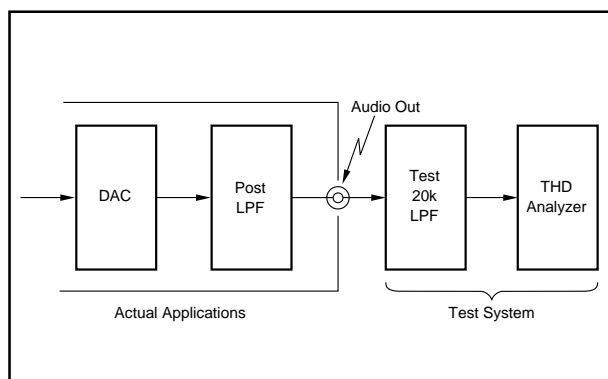 Audio Out
DAC
Post
LPF
Test
20k
LPF
THD
Analyzer
Actual Applications
Test System